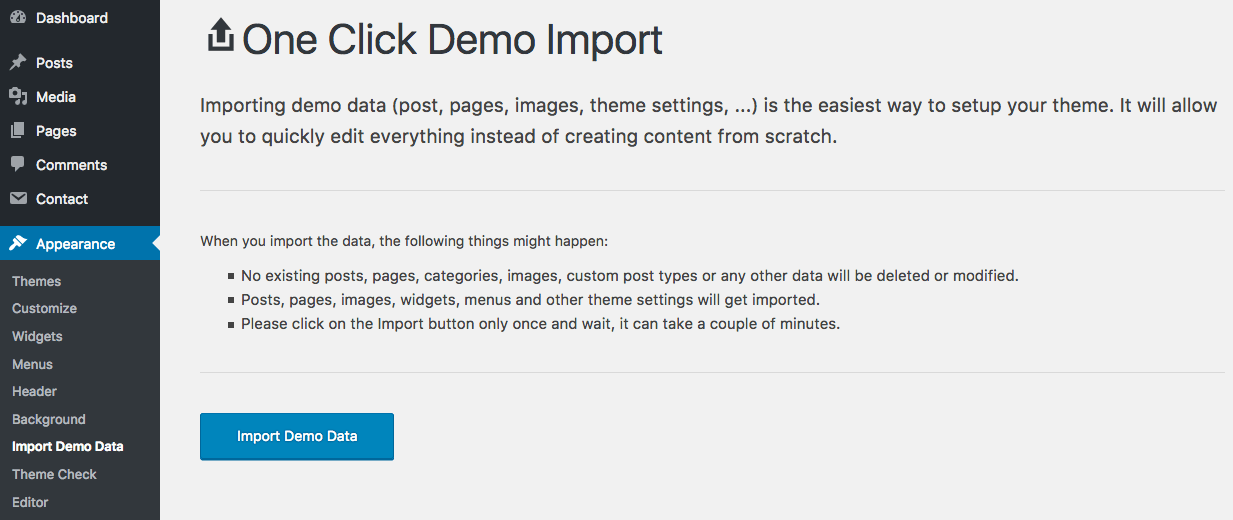 Dashboard
Posts
Media
Pages
Comments
Contact
Appearance
Themes
Customize
Widgets
Menus
Header
Background
Import Demo Data
Theme Check
Editor
One Click Demo Import
Importing demo data (post, pages, images, theme settings, ...) is the easiest way to setup your theme. It will allow
you to quickly edit everything instead of creating content from scratch.
When you import the data, the following things might happen:
No existing posts, pages, categories, images, custom post types or any other data will be deleted or modified.
Posts, pages, images, widgets, menus and other theme settings will get imported.
Please click on the Import button only once and wait, it can take a couple of minutes.
Import Demo Data